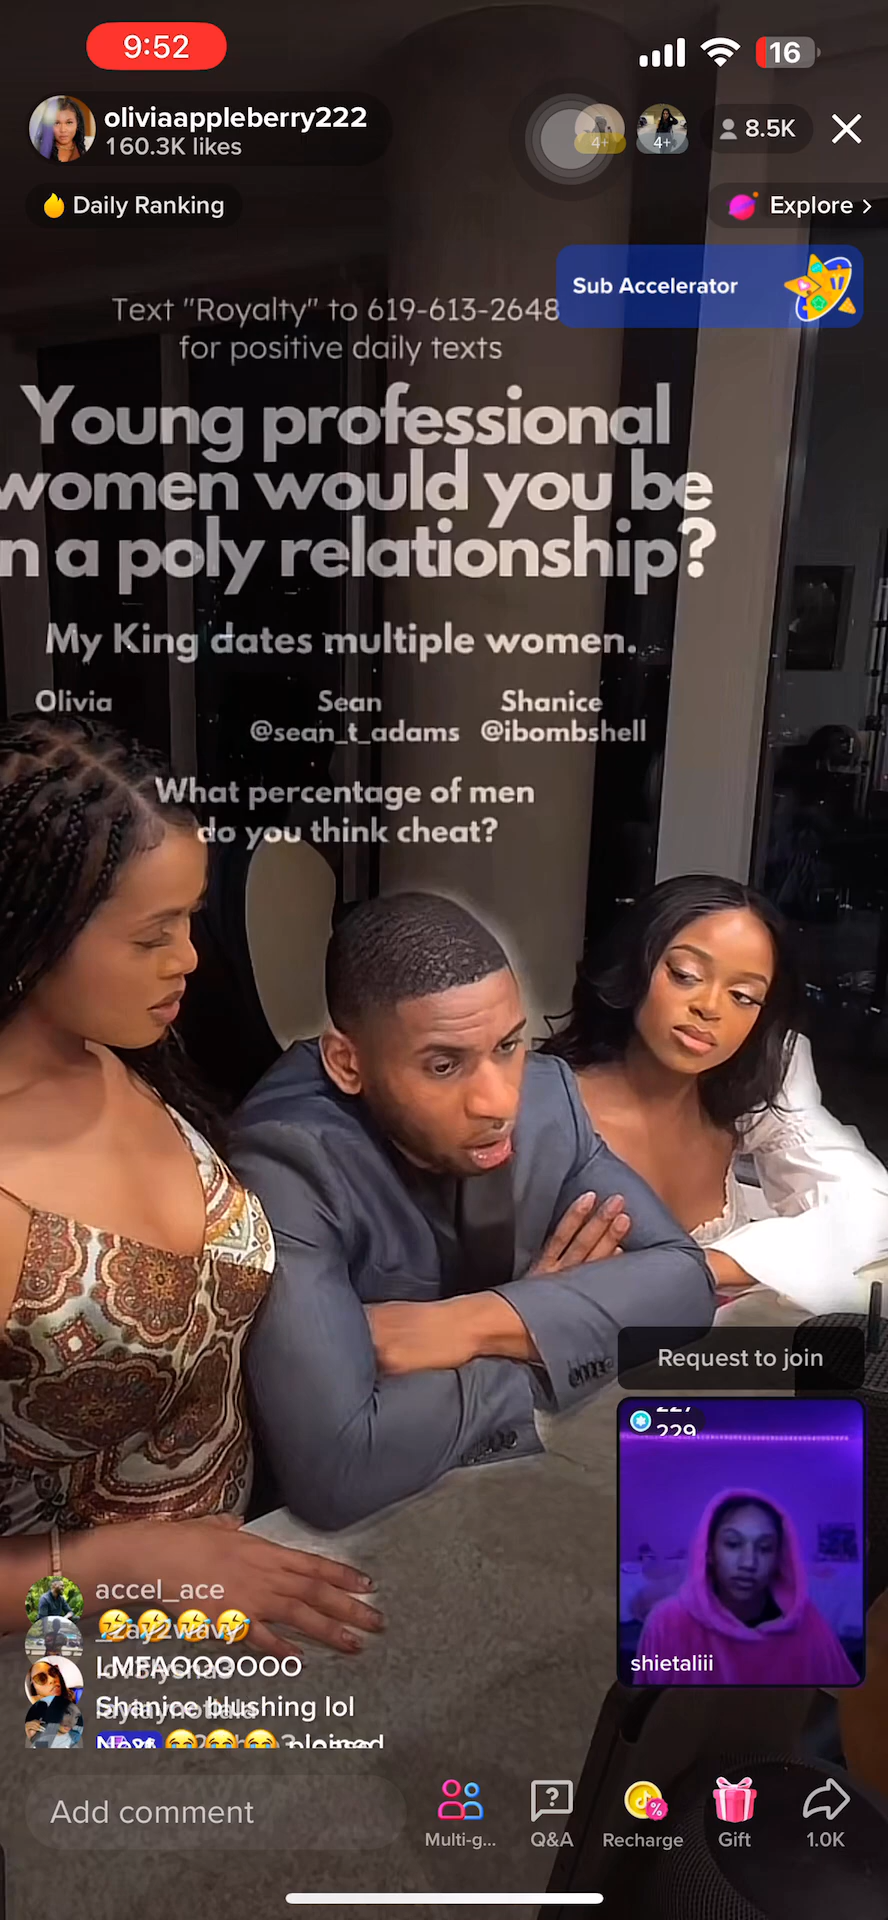 9:52
16
oliviaappleberry222
160.3K likes
4+
4+
8.5K
Daily Ranking
Explore >
Sub Accelerator
Text "Royalty" to 619-613-2648
for positive daily texts
Young professional
women would you be
n a poly relationship?
My King dates multiple women.
Olivia
Sean
Shanice
@sean_t_adams
@ibombshell
What percentage of men
do you think cheat?
Request to join
229
shietaliii
accel_ace
🤣🤣🤣🤣
_zay2wavy
LMFAOOOOOO
Shanice blushing lol
Add comment
Multi-g...
Q&A
Recharge
Gift
1.0K